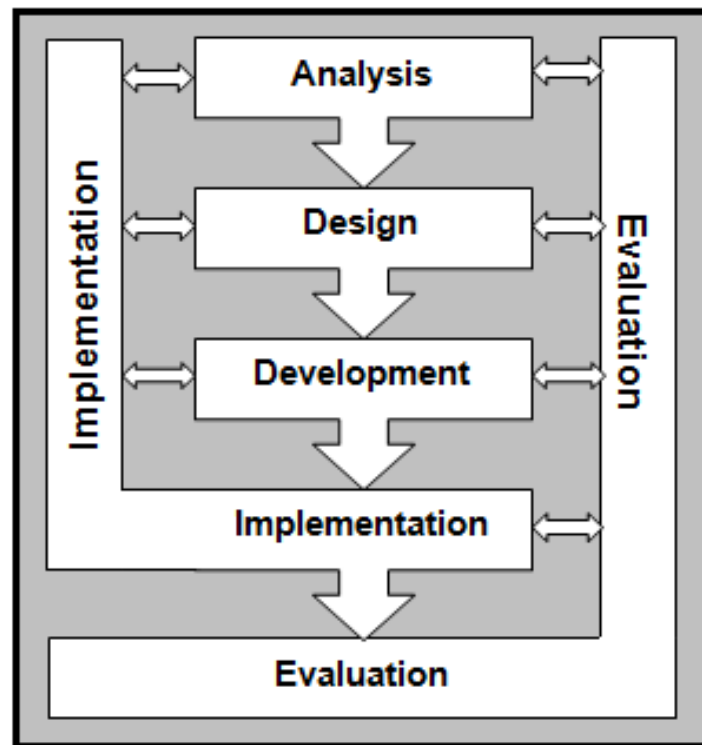 Analysis
Implementation
Design
Evaluation
Development
Implementation
Evaluation